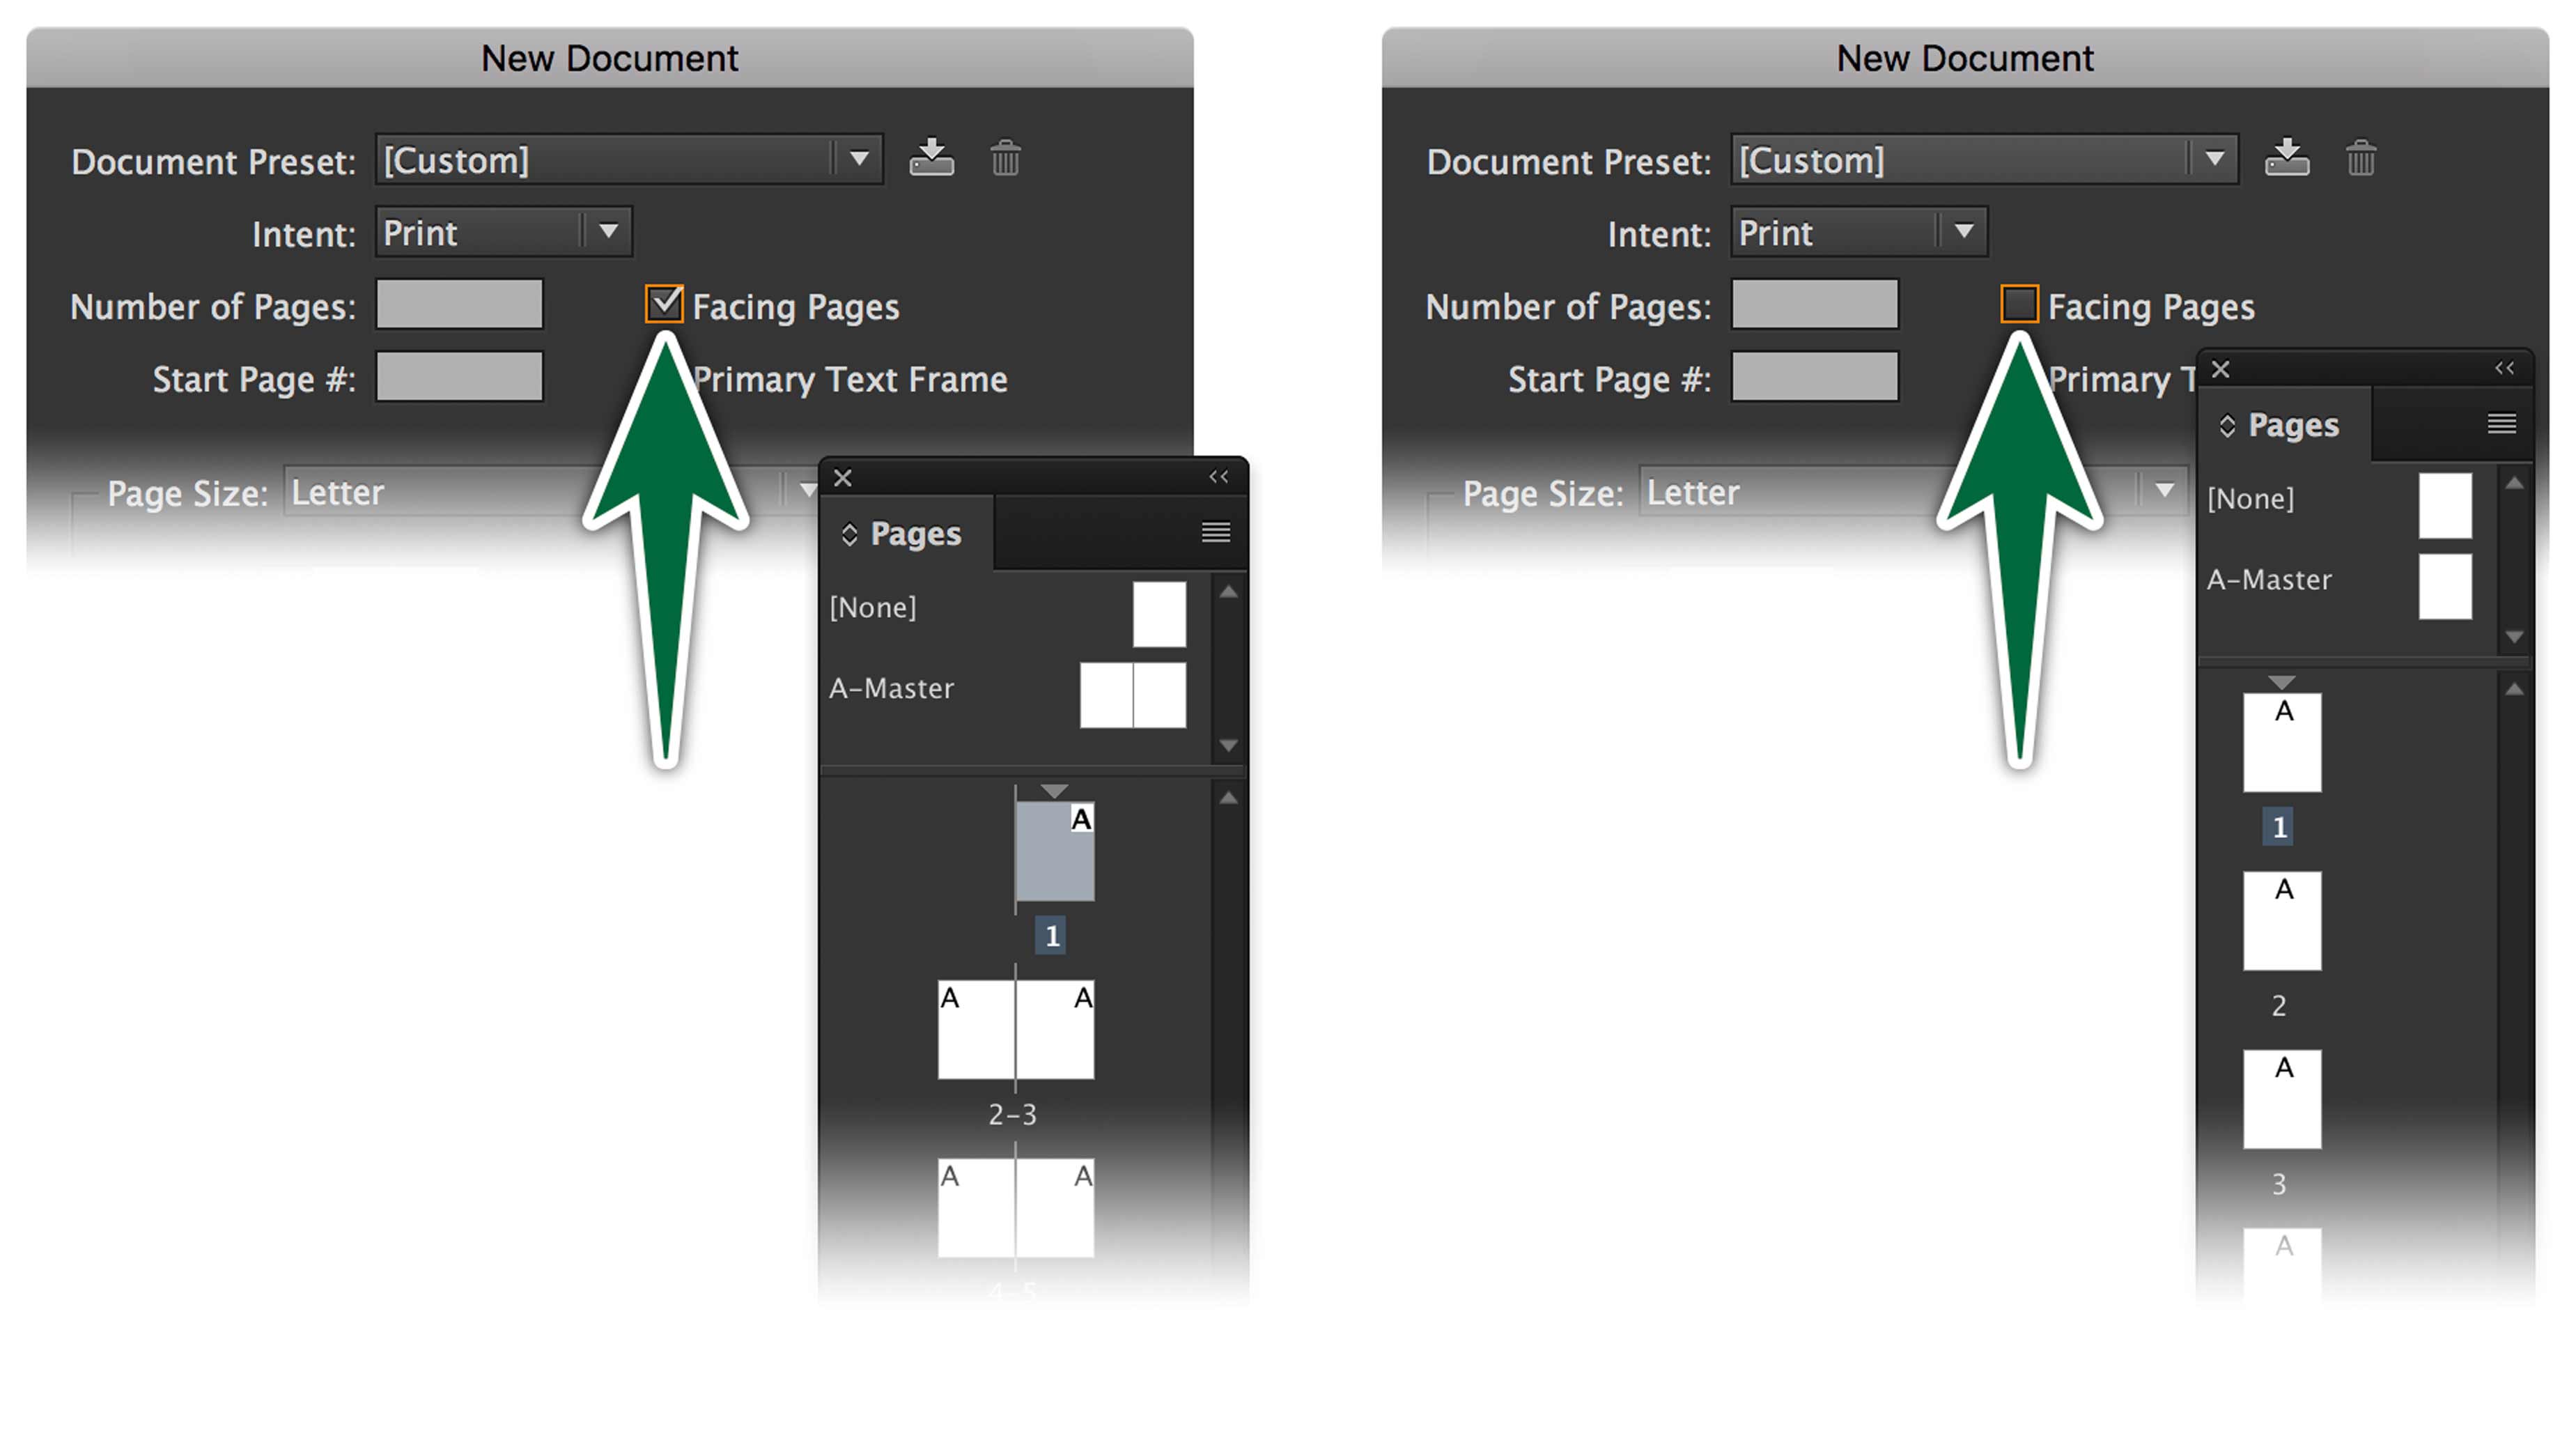 New Document
Document Preset: [Custom]
Intent: Print
Number of Pages:
Facing Pages
Start Page #:
Primary Text Frame
Page Size: Letter
Pages
[None]
A-Master
A
1
A A
2-3
A A
4-5
New Document
Document Preset: [Custom]
Intent: Print
Number of Pages:
Facing Pages
Start Page #:
Primary T
Page Size: Letter
Pages
[None]
A-Master
A
1
A
2
A
3
A